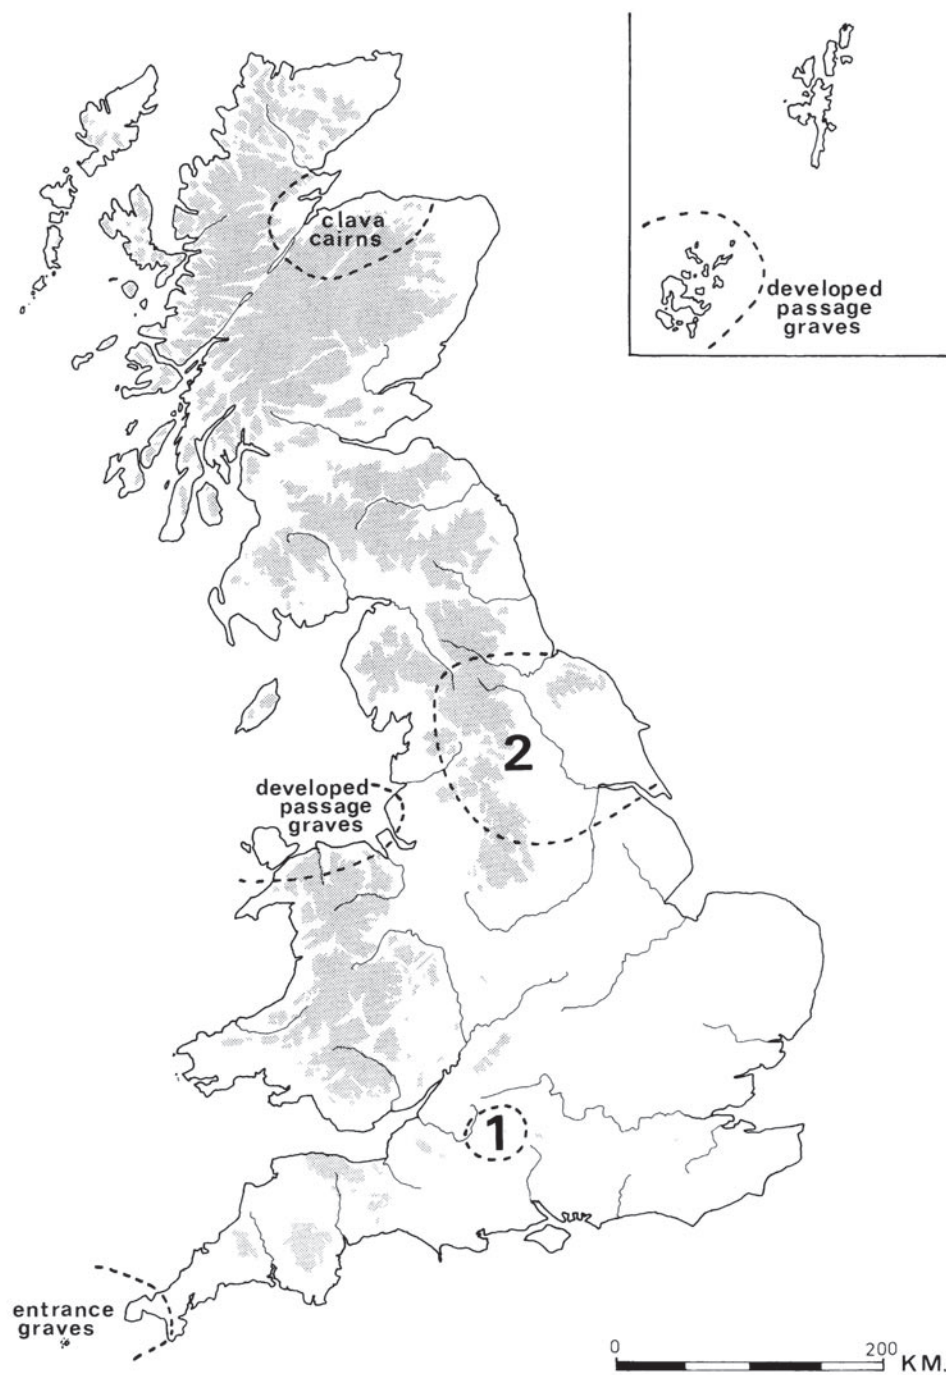 clava
cairns
developed
passage
graves
2
developed
passage
graves
1
entrance
graves
0
200
KM.